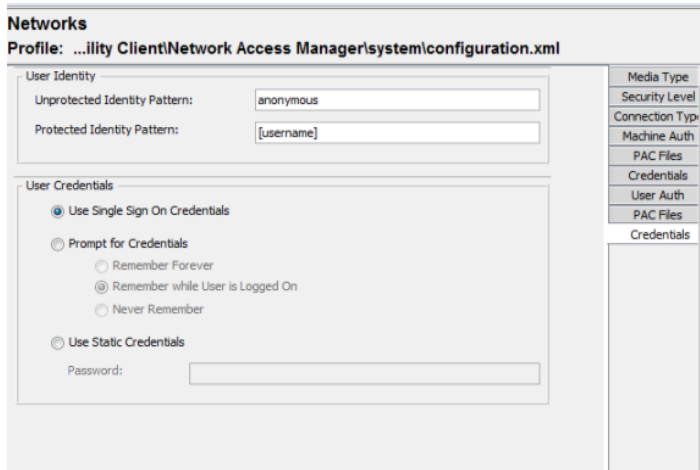 Networks
Profile: ...ility Client\Network Access Manager\system\configuration.xml
User Identity
Unprotected Identity Pattern: anonymous
Protected Identity Pattern: [username]
User Credentials
Use Single Sign On Credentials
Prompt for Credentials
Remember Forever
Remember while User is Logged On
Never Remember
Use Static Credentials
Password:
Media Type
Security Level
Connection Typ
Machine Auth
PAC Files
Credentials
User Auth
PAC Files
Credentials